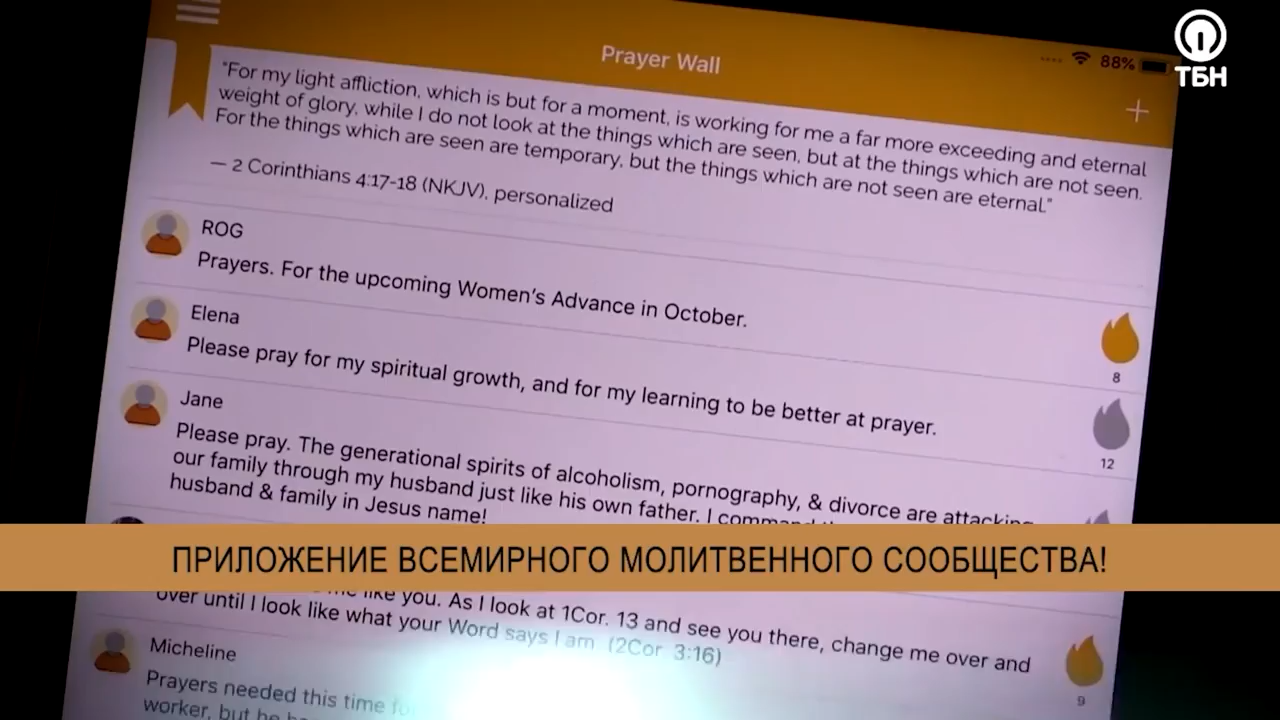 Prayer Wall
88%
ТБН
"For my light affliction, which is but for a moment, is working for me a far more exceeding and eternal
weight of glory, while I do not look at the things which are seen, but at the things which are not seen.
For the things which are seen are temporary, but the things which are not seen are eternal."
— 2 Corinthians 4:17-18 (NKJV), personalized
ROG
Prayers. For the upcoming Women's Advance in October.
8
Elena
Please pray for my spiritual growth, and for my learning to be better at prayer.
12
Jane
Please pray. The generational spirits of alcoholism, pornography, & divorce are attacking
our family through my husband just like his own father. I command
husband & family in Jesus name!
ПРИЛОЖЕНИЕ ВСЕМИРНОГО МОЛИТВЕННОГО СООБЩЕСТВА!
like you. As I look at 1Cor. 13 and see you there, change me over and
over until I look like what your Word says I am (2Cor 3:16)
9
Micheline
Prayers needed this time
worker, but he